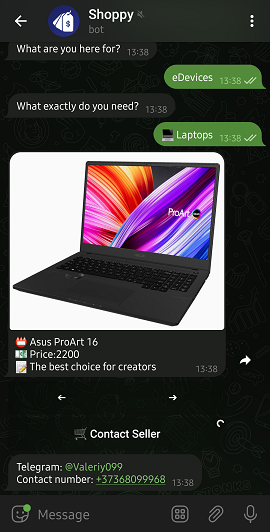 Shoppy
bot
What are you here for? 13:38
eDevices 13:38
What exactly do you need? 13:38
Laptops 13:38
ProArt
Asus ProArt 16
Price:2200
The best choice for creators 13:38
Contact Seller
Telegram: @Valeriy099
Contact number: +37368099968 13:38
Message